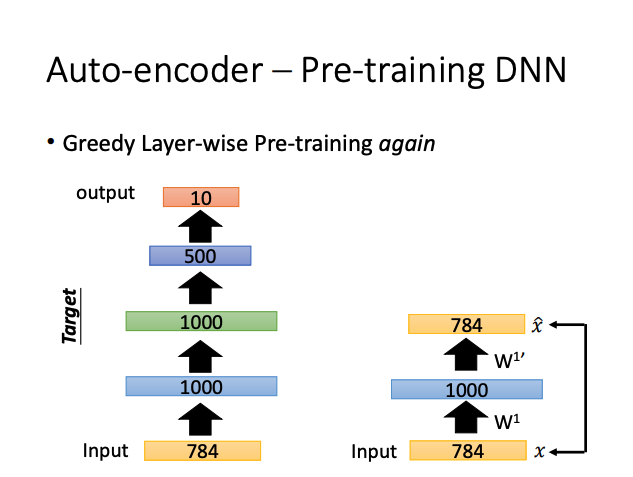 Auto-encoder – Pre-training DNN
• Greedy Layer-wise Pre-training again
output
10
500
Target
1000
1000
Input
784
784
x̂
W1’
1000
W1
Input
784
x